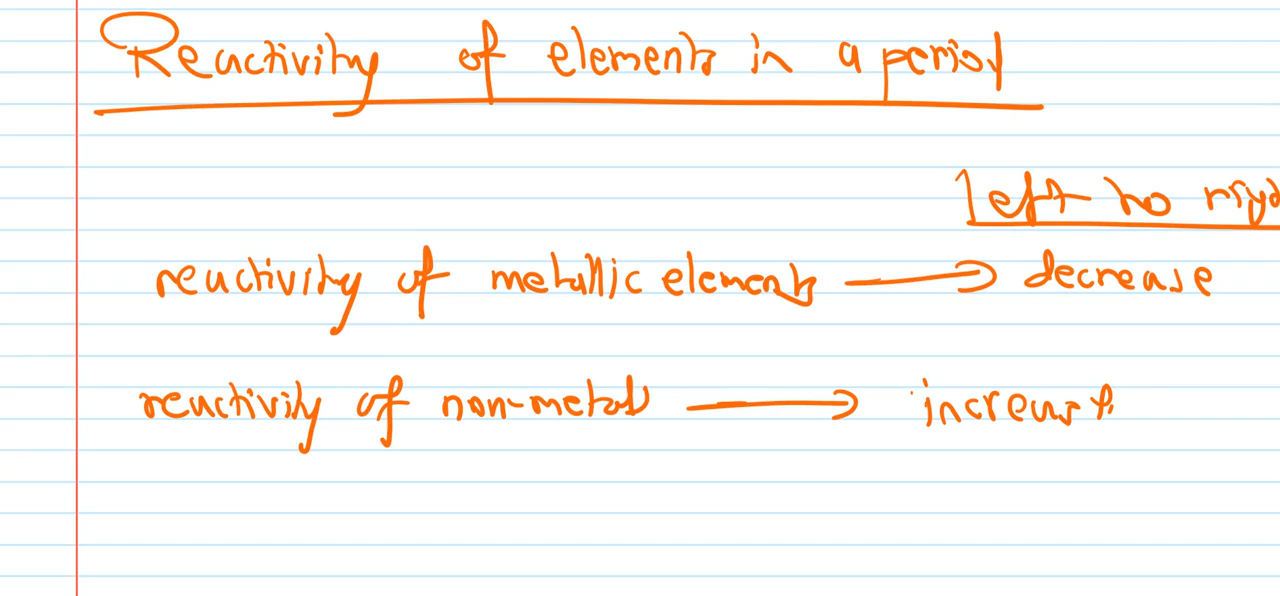 Reactivity of elements in a period
left to right
reactivity of metallic elements → decrease
reactivity of non-metals → increase